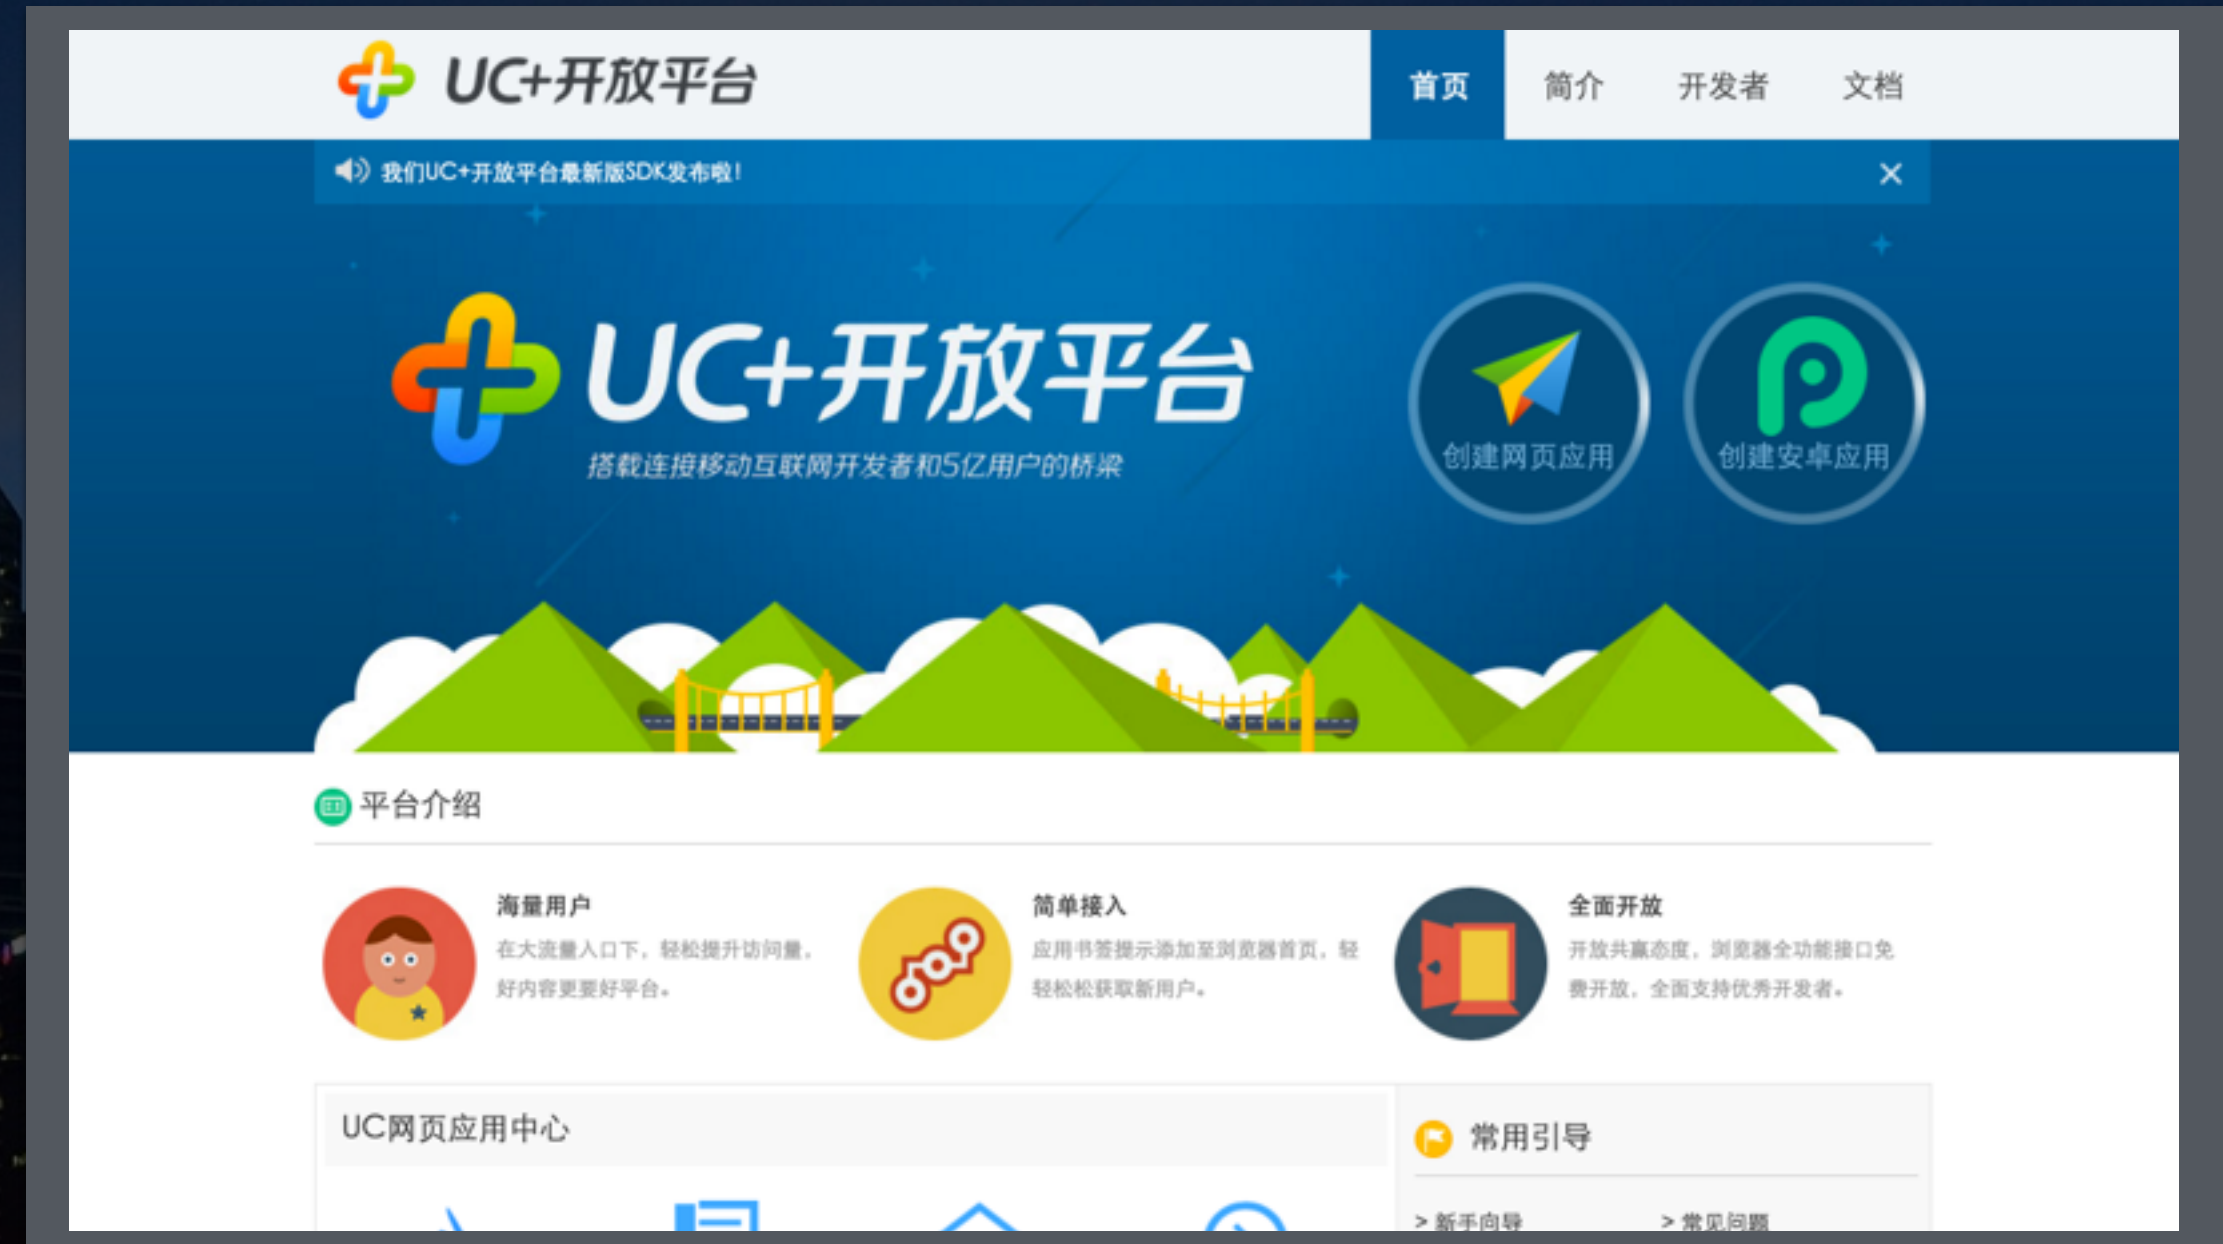 UC+开放平台
首页 简介 开发者 文档
我们UC+开放平台最新版SDK发布啦!
UC+开放平台
搭载连接移动互联网开发者和5亿用户的桥梁
创建网页应用
创建安卓应用
平台介绍
海量用户
在大流量入口下，轻松提升访问量，
好内容更要好平台。
简单接入
应用书签提示添加至浏览器首页，轻
轻松松获取新用户。
全面开放
开放共赢态度，浏览器全功能接口免
费开放，全面支持优秀开发者。
UC网页应用中心
常用引导
> 新手向导
> 常见问题